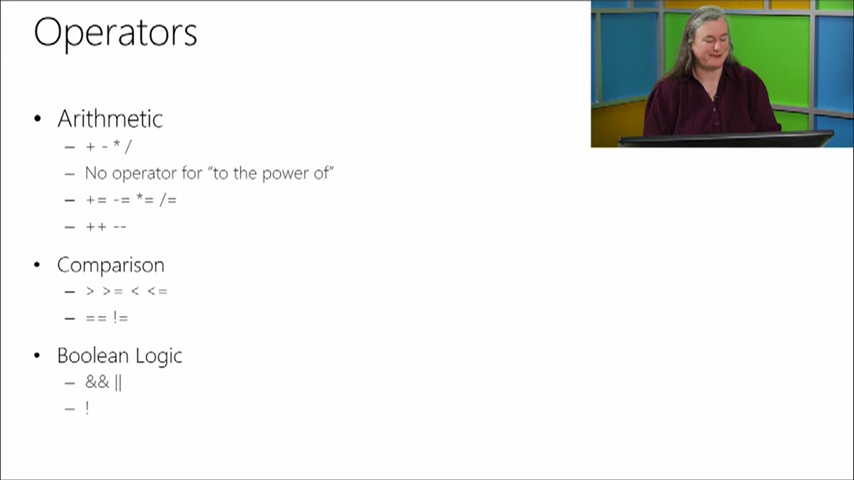 Operators
• Arithmetic
– + - * /
– No operator for “to the power of”
– += -= *= /=
– ++ --
• Comparison
– > >= < <=
– == !=
• Boolean Logic
– && ||
– !